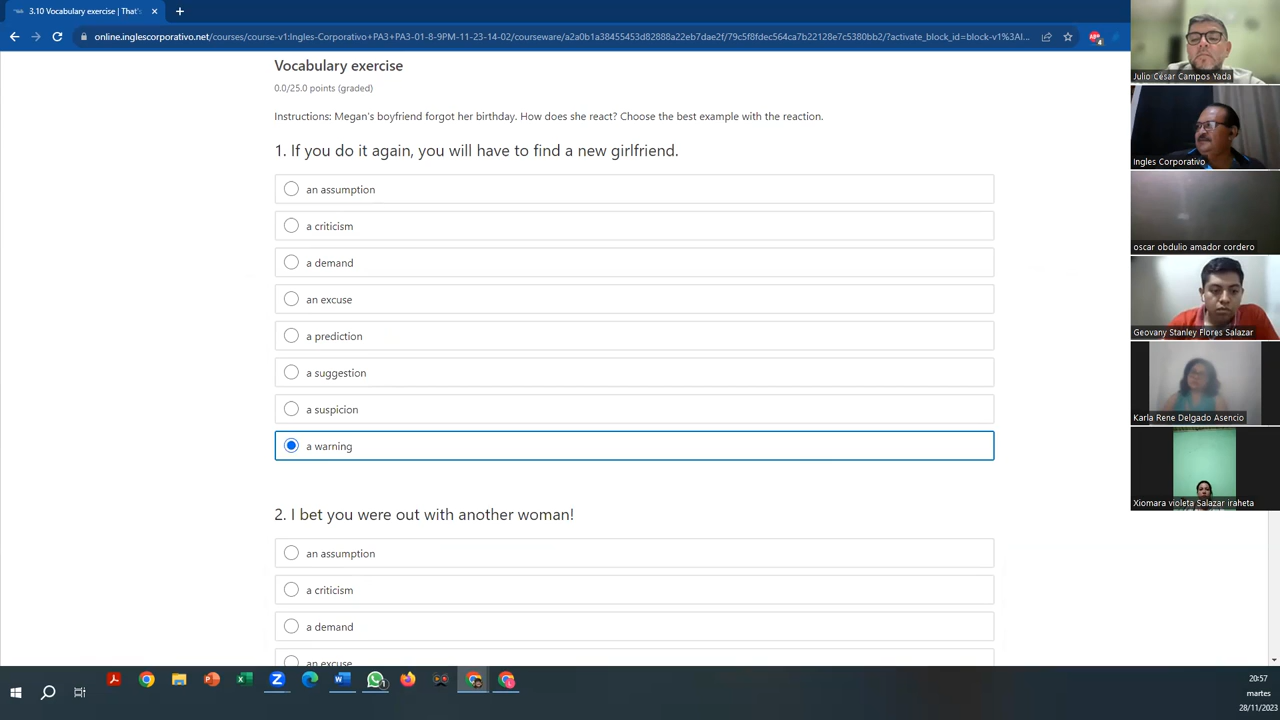 3.10 Vocabulary exercise | That'
online.inglescorporativo.net/courses/course-v1:Ingles-Corporativo+PA3+PA3-01-8-9PM-11-23-14-02/courseware/a2a0b1a38455453d82888a22eb7dae2f/79c5f8fdec564ca7b22128e7c5380bb2/?activate_block_id=block-v1%3AI...
Vocabulary exercise
0.0/25.0 points (graded)
Instructions: Megan's boyfriend forgot her birthday. How does she react? Choose the best example with the reaction.
1. If you do it again, you will have to find a new girlfriend.
an assumption
a criticism
a demand
an excuse
a prediction
a suggestion
a suspicion
a warning
2. I bet you were out with another woman!
an assumption
a criticism
a demand
an excuse
Julio César Campos Yada
Ingles Corporativo
oscar obdulio amador cordero
Geovany Stanley Flores Salazar
Karla Rene Delgado Asencio
Xiomara violeta Salazar iraheta
20:57
martes
28/11/2023